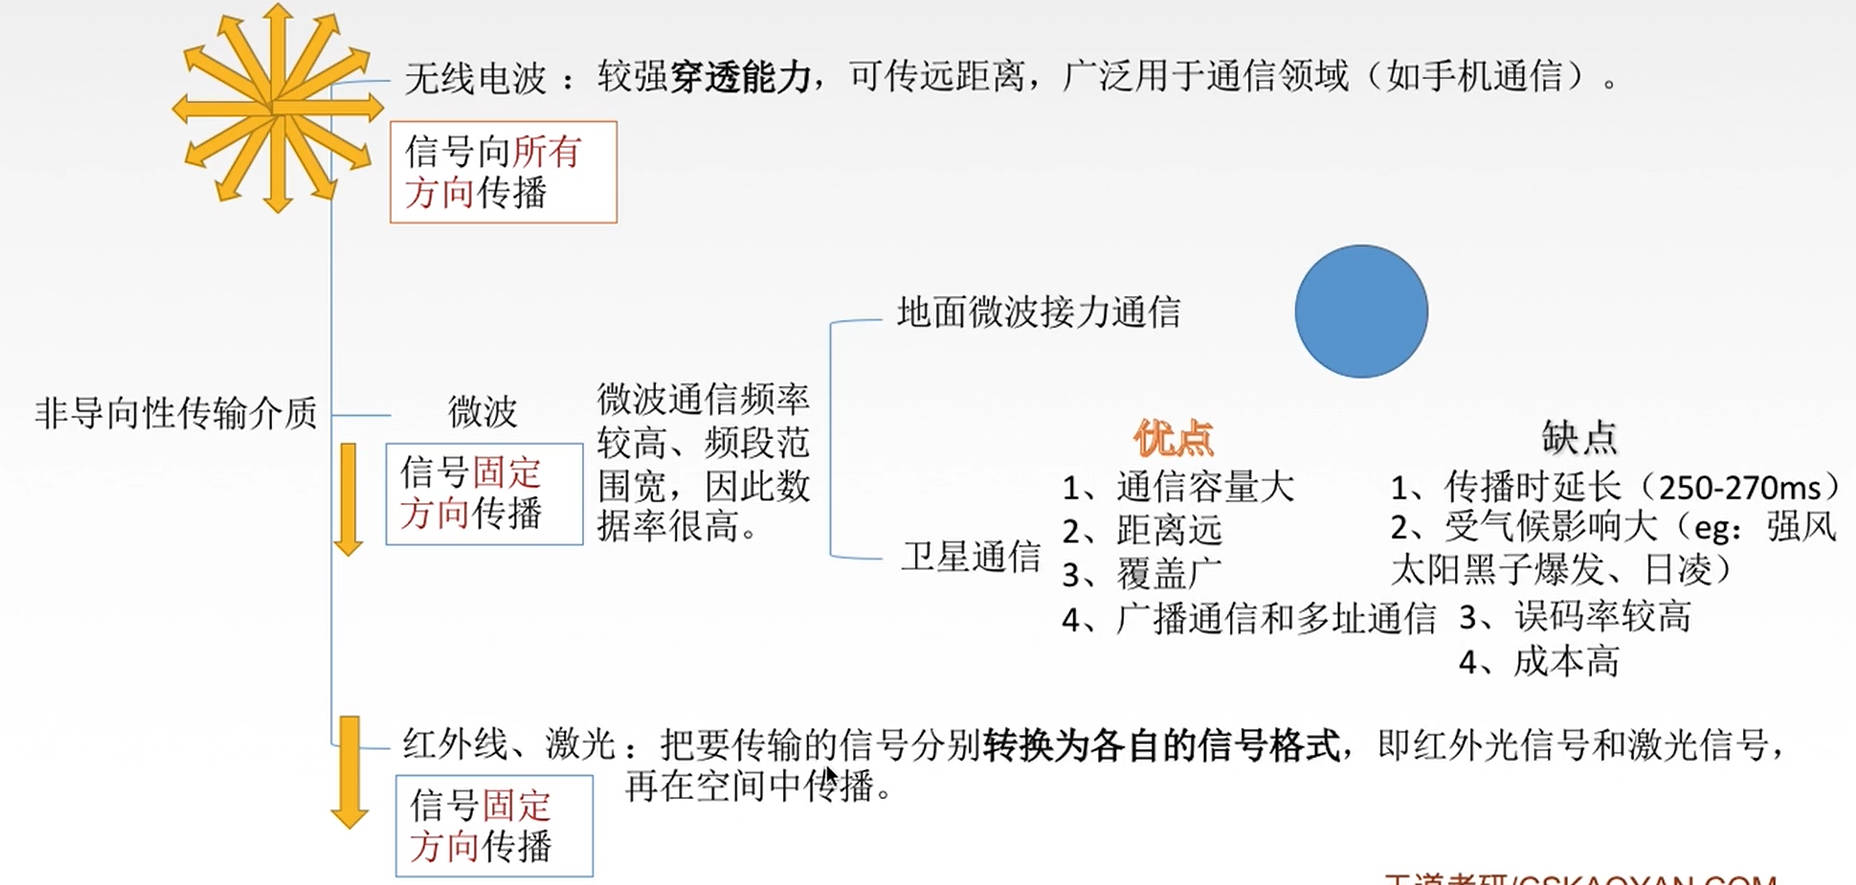 无线电波：较强穿透能力，可传远距离，广泛用于通信领域（如手机通信）。
信号向所有
方向传播
非导向性传输介质
微波
信号固定
方向传播
微波通信频率
较高、频段范
围宽，因此数
据率很高。
地面微波接力通信
卫星通信
优点
1、通信容量大
2、距离远
3、覆盖广
4、广播通信和多址通信
缺点
1、传播时延长（250-270ms）
2、受气候影响大（eg：强风
太阳黑子爆发、日凌）
3、误码率较高
4、成本高
红外线、激光：把要传输的信号分别转换为各自的信号格式，即红外光信号和激光信号，
再在空间中传播。
信号固定
方向传播
王道考研/CSKAOYAN.COM